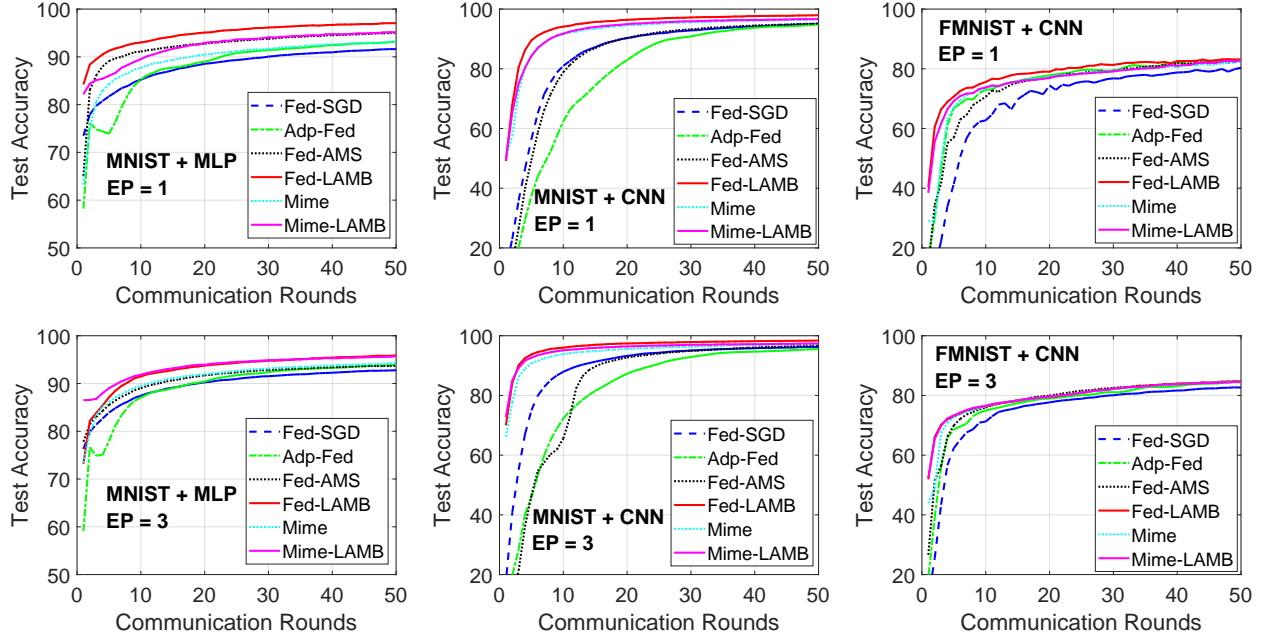 100
90
80
70
60
50
0
10
20
30
40
50
Test Accuracy
Communication Rounds
MNIST + MLP
EP = 1
Fed-SGD
Adp-Fed
Fed-AMS
Fed-LAMB
Mime
Mime-LAMB
100
80
60
40
20
0
10
20
30
40
50
Test Accuracy
Communication Rounds
MNIST + CNN
EP = 1
Fed-SGD
Adp-Fed
Fed-AMS
Fed-LAMB
Mime
Mime-LAMB
100
80
60
40
20
0
10
20
30
40
50
Test Accuracy
Communication Rounds
FMNIST + CNN
EP = 1
Fed-SGD
Adp-Fed
Fed-AMS
Fed-LAMB
Mime
Mime-LAMB
100
90
80
70
60
50
0
10
20
30
40
50
Test Accuracy
Communication Rounds
MNIST + MLP
EP = 3
Fed-SGD
Adp-Fed
Fed-AMS
Fed-LAMB
Mime
Mime-LAMB
100
80
60
40
20
0
10
20
30
40
50
Test Accuracy
Communication Rounds
MNIST + CNN
EP = 3
Fed-SGD
Adp-Fed
Fed-AMS
Fed-LAMB
Mime
Mime-LAMB
100
80
60
40
20
0
10
20
30
40
50
Test Accuracy
Communication Rounds
FMNIST + CNN
EP = 3
Fed-SGD
Adp-Fed
Fed-AMS
Fed-LAMB
Mime
Mime-LAMB